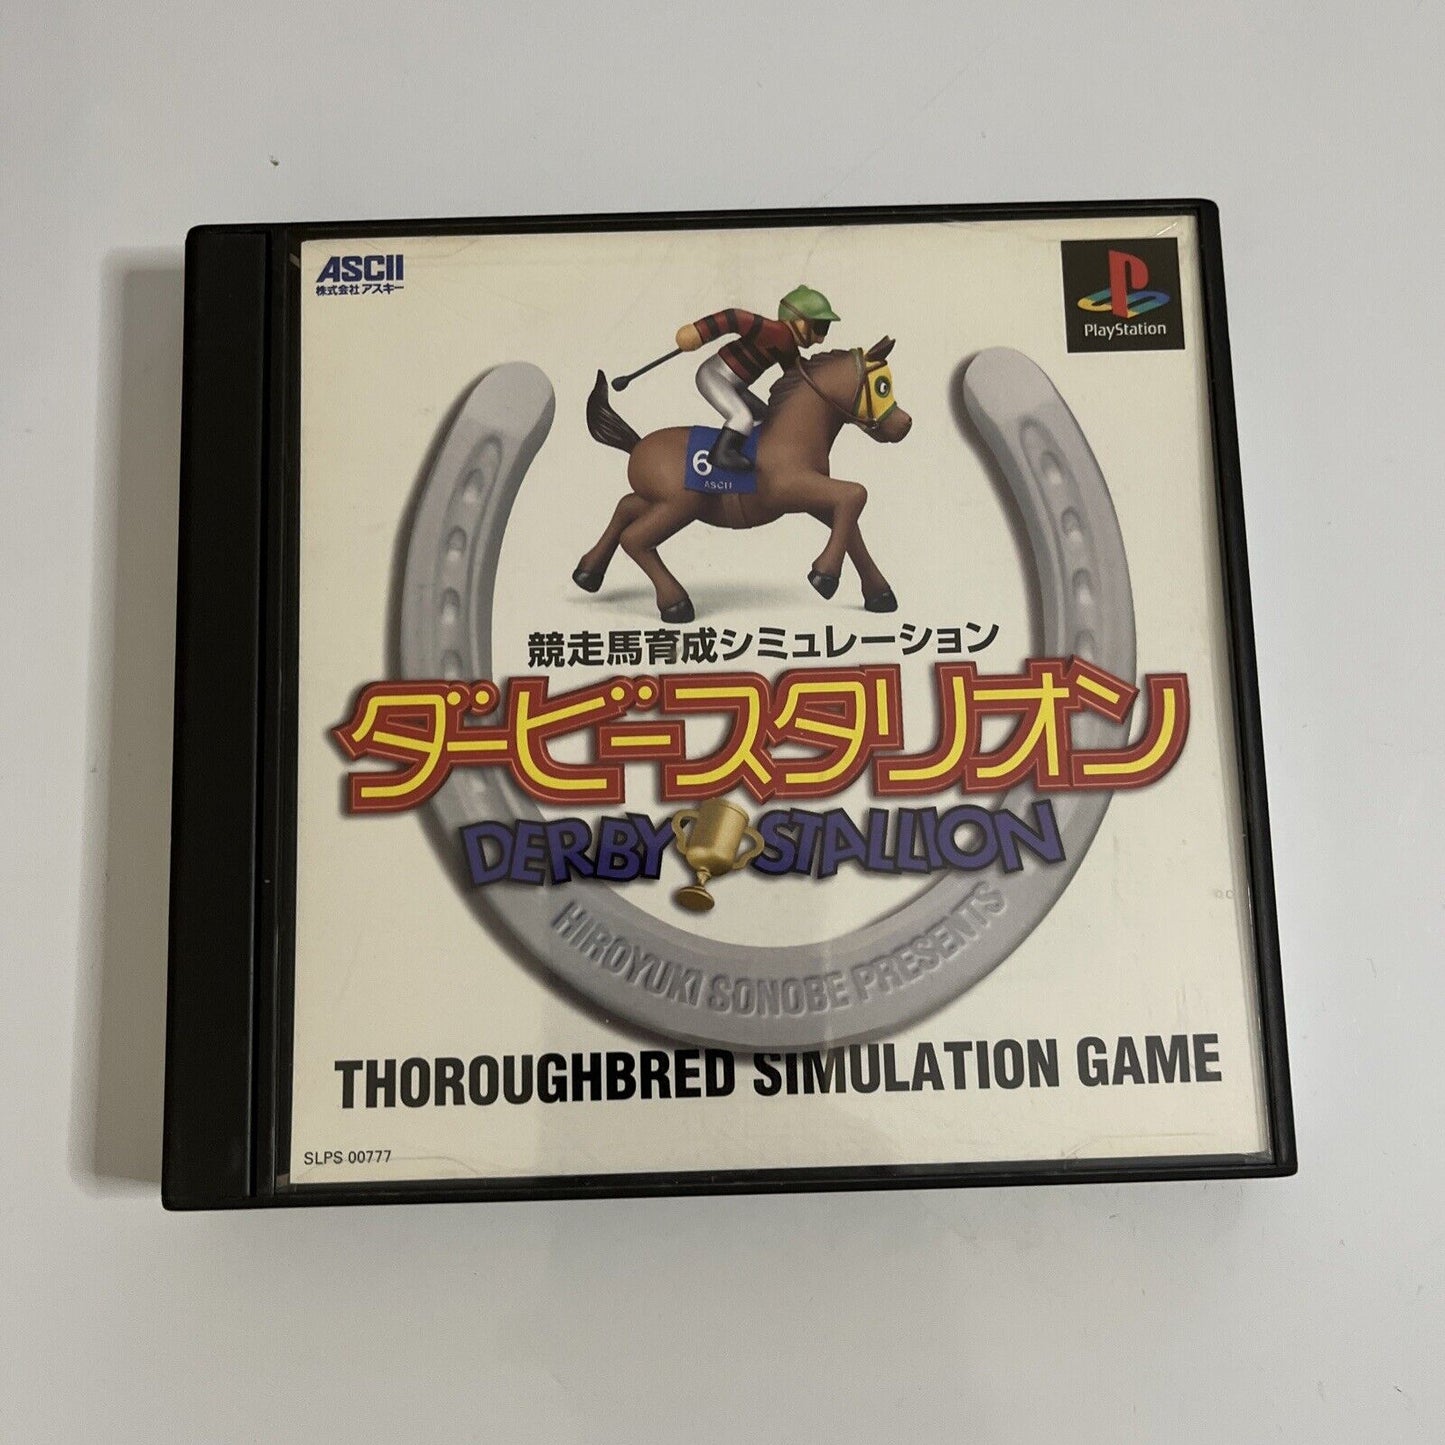 ASCII
株式会社アスキー
PlayStation
6
ASCII
競走馬育成シミュレーション
ダービースタリオン
DERBY STALLION
HIROYUKI SONOBE PRESENTS
THOROUGHBRED SIMULATION GAME
SLPS 00777